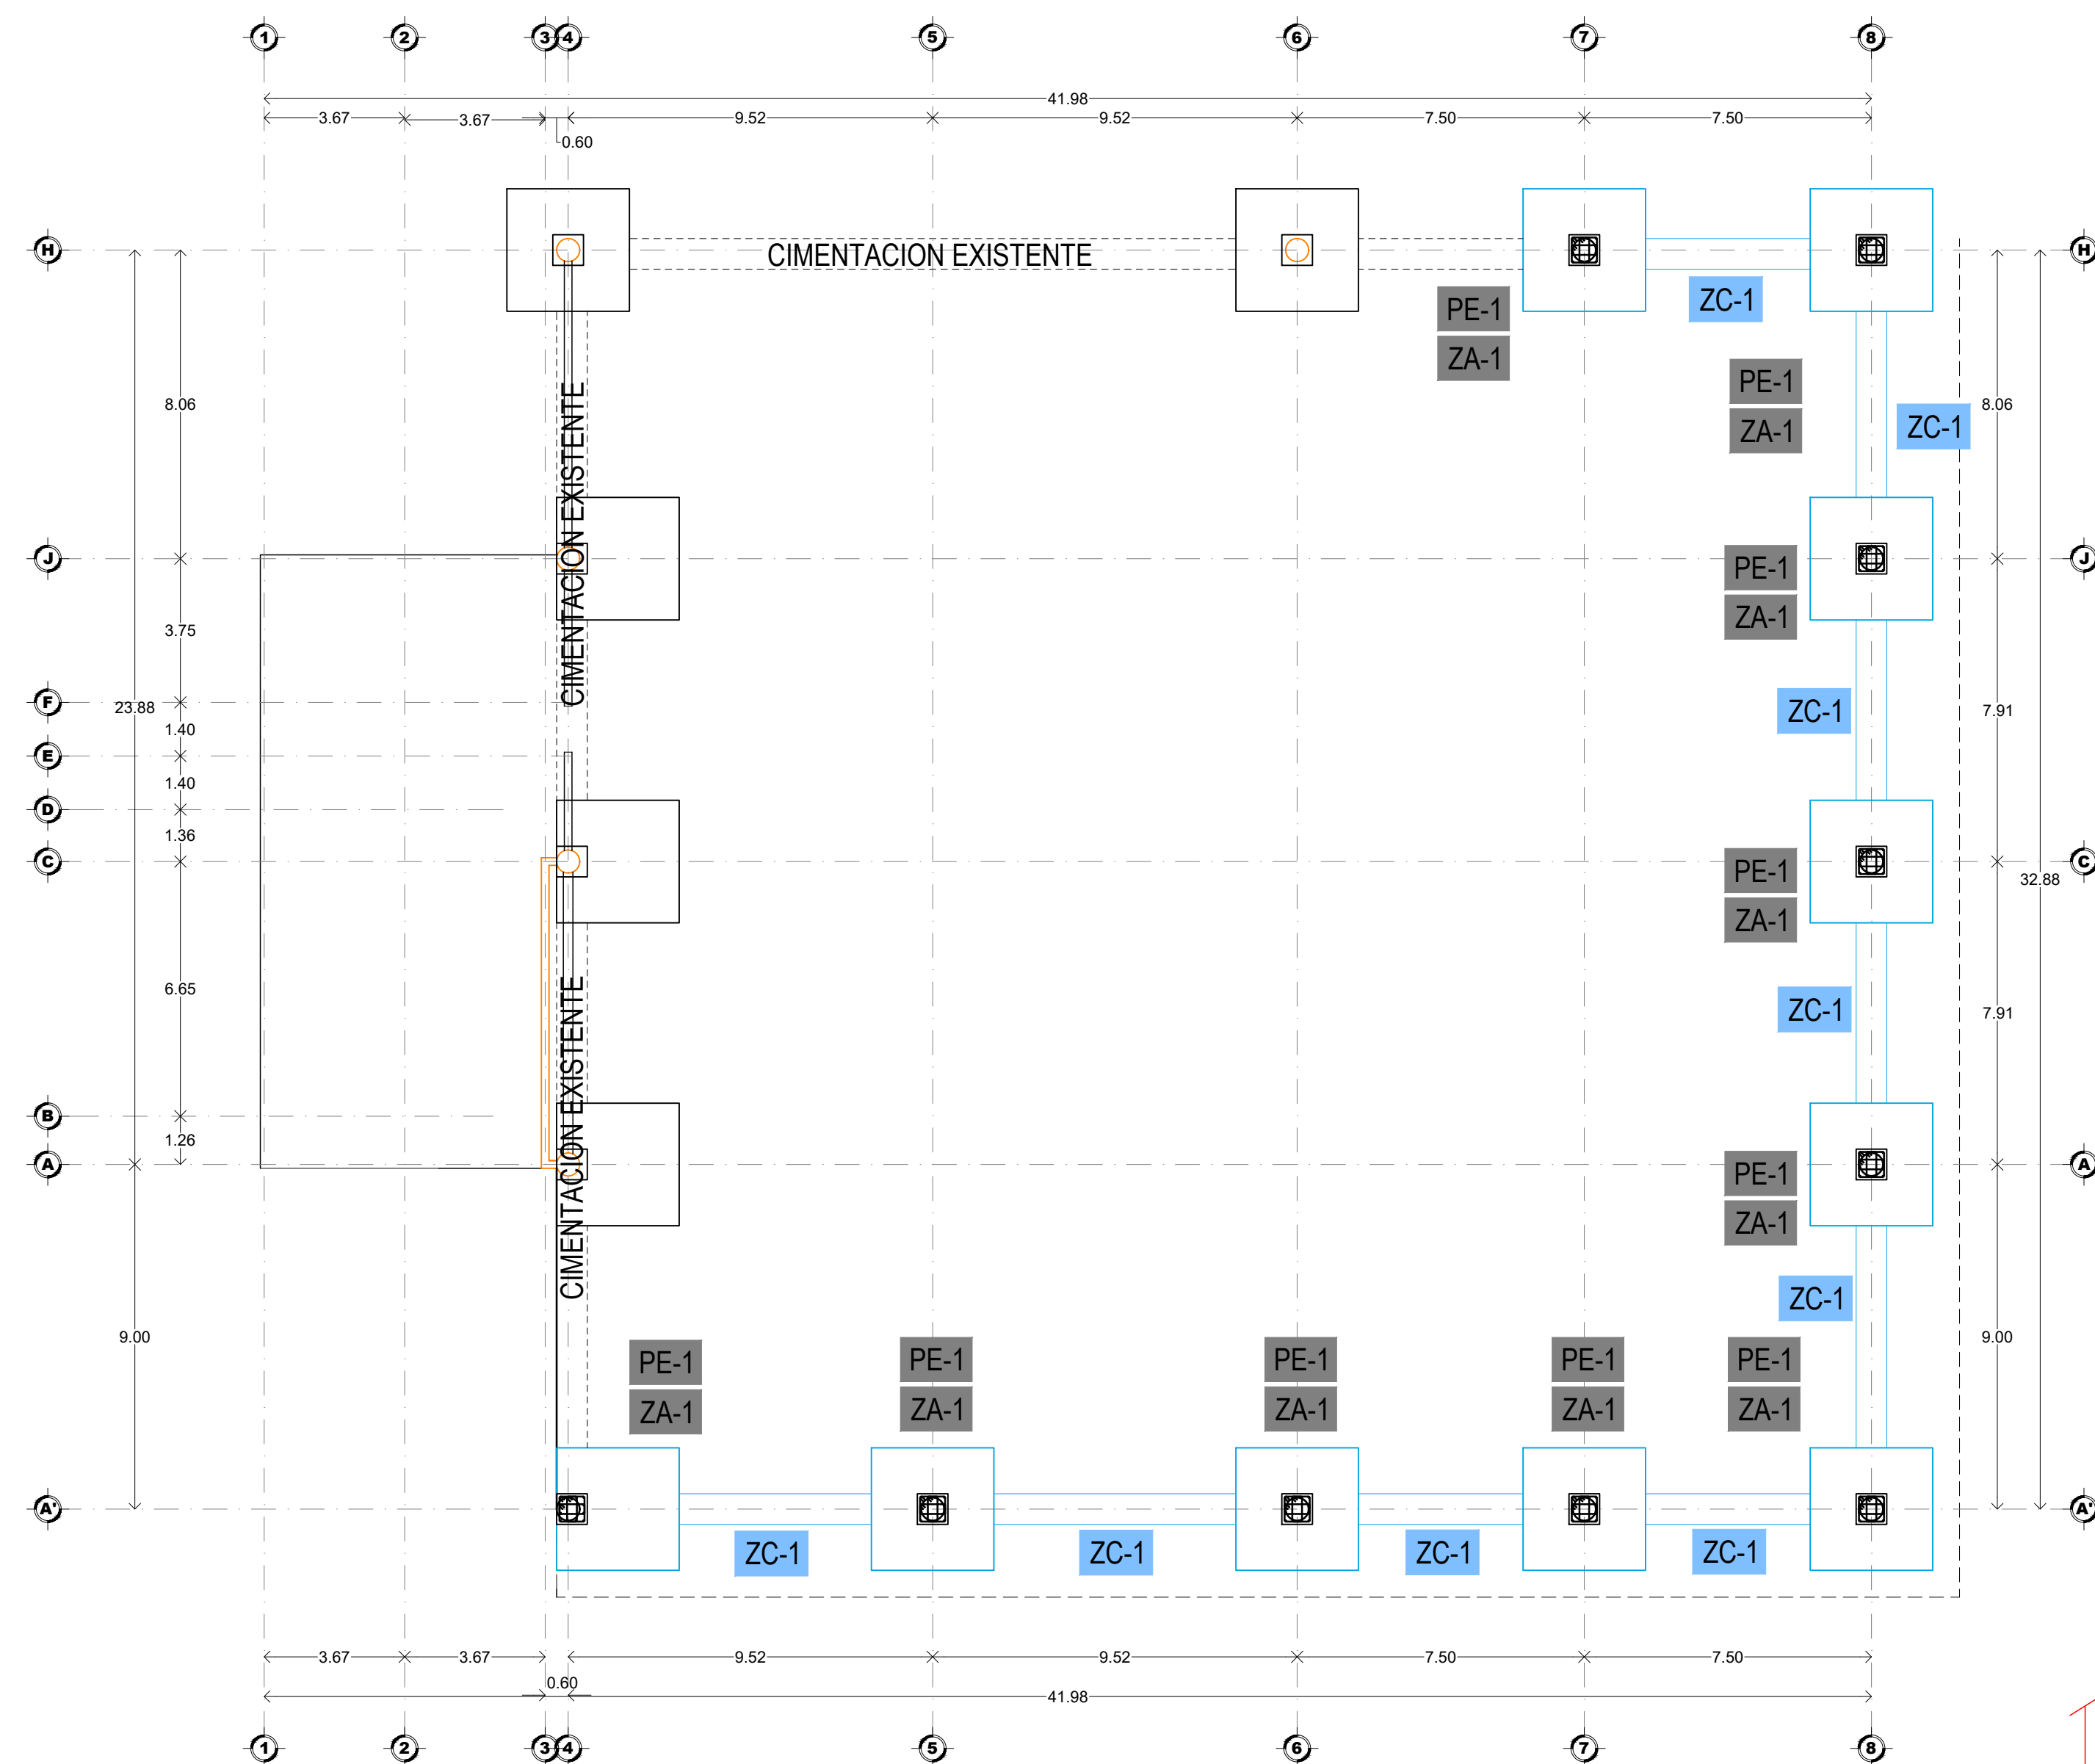 1 2 3 4 5 6 7 8
41.98
3.67 3.67 9.52 9.52 7.50 7.50
0.60
H CIMENTACION EXISTENTE H
ZC-1
PE-1
ZA-1
PE-1
ZA-1
8.06 8.06
ZC-1
CIMENTACION EXISTENTE
J J
PE-1
ZA-1
3.75
F
23.88 7.91
ZC-1
1.40
E
1.40
D
1.36
C C
PE-1
32.88
ZA-1
6.65
ZC-1
7.91
CIMENTACION EXISTENTE
B
1.26
A A
PE-1
ZA-1
ZC-1
9.00 9.00
PE-1 PE-1 PE-1 PE-1 PE-1
ZA-1 ZA-1 ZA-1 ZA-1 ZA-1
A' A'
ZC-1 ZC-1 ZC-1 ZC-1
3.67 3.67 9.52 9.52 7.50 7.50
0.60
41.98
1 2 3 4 5 6 7 8